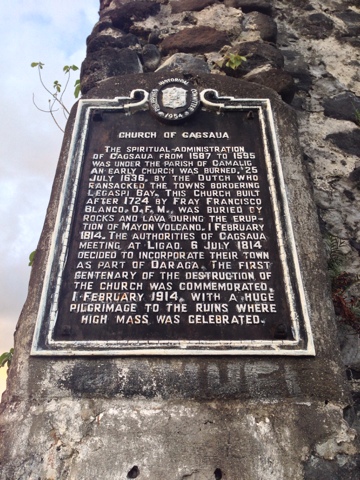 HISTORICAL
COMMITTEE
1954
CHURCH OF CAGSAUA
THE SPIRITUAL-ADMINISTRATION
OF CAGSAUA FROM 1587 TO 1595
WAS UNDER THE PARISH OF CAMALIG
AN EARLY CHURCH WAS BURNED, 25
JULY 1636, BY THE DUTCH WHO
RANSACKED THE TOWNS BORDERING
LEGASPI BAY. THIS CHURCH BUILT
AFTER 1724 BY FRAY FRANCISCO
BLANCO, O.F.M., WAS BURIED BY
ROCKS AND LAVA DURING THE ERUP-
TION OF MAYON VOLCANO, 1 FEBRUARY
1814. THE AUTHORITIES OF CAGSAUA
MEETING AT LIGAO, 6 JULY 1814
DECIDED TO INCORPORATE THEIR TOWN
AS PART OF DARAGA. THE FIRST
CENTENARY OF THE DESTRUCTION OF
THE CHURCH WAS COMMEMORATED,
1 FEBRUARY 1914, WITH A HUGE
PILGRIMAGE TO THE RUINS WHERE
HIGH MASS WAS CELEBRATED.